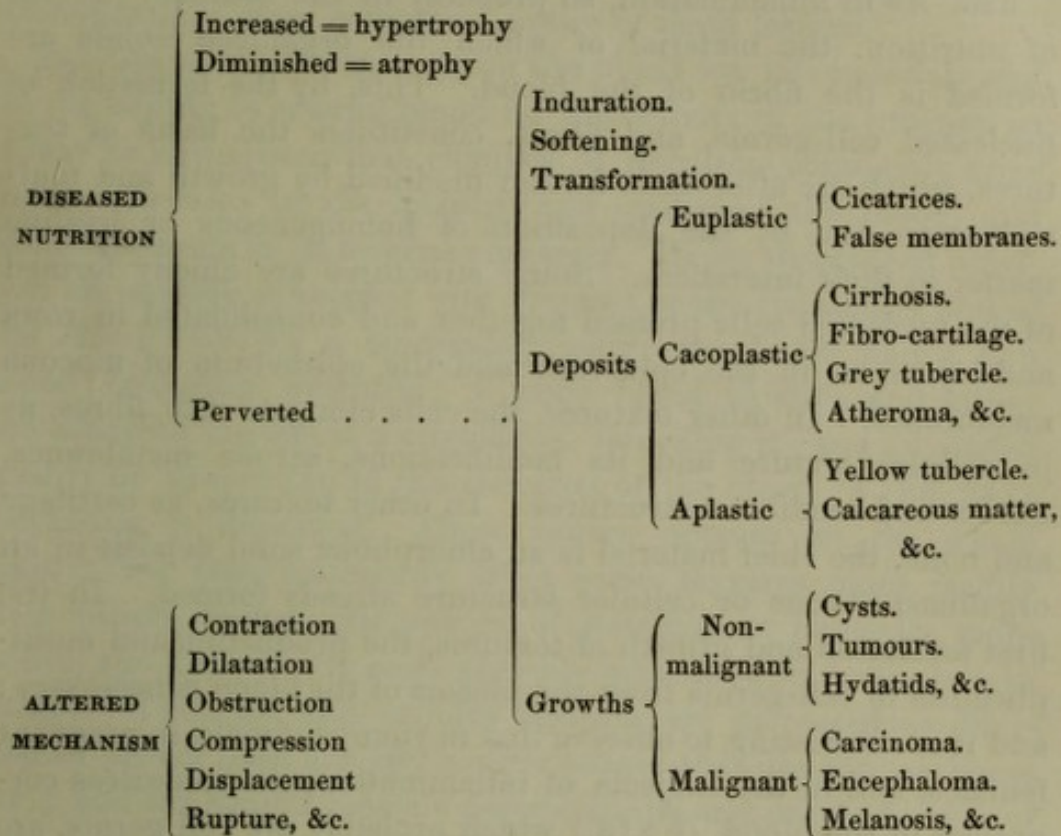 Increased = hypertrophy
Diminished = atrophy
DISEASED
NUTRITION
Perverted . . . . .
Induration.
Softening.
Transformation.
Deposits
Euplastic
Cicatrices.
False membranes.
Cacoplastic
Cirrhosis.
Fibro-cartilage.
Grey tubercle.
Atheroma, &c.
Aplastic
Yellow tubercle.
Calcareous matter,
&c.
Growths
Non-
malignant
Cysts.
Tumours.
Hydatids, &c.
Malignant
Carcinoma.
Encephaloma.
Melanosis, &c.
ALTERED
MECHANISM
Contraction
Dilatation
Obstruction
Compression
Displacement
Rupture, &c.